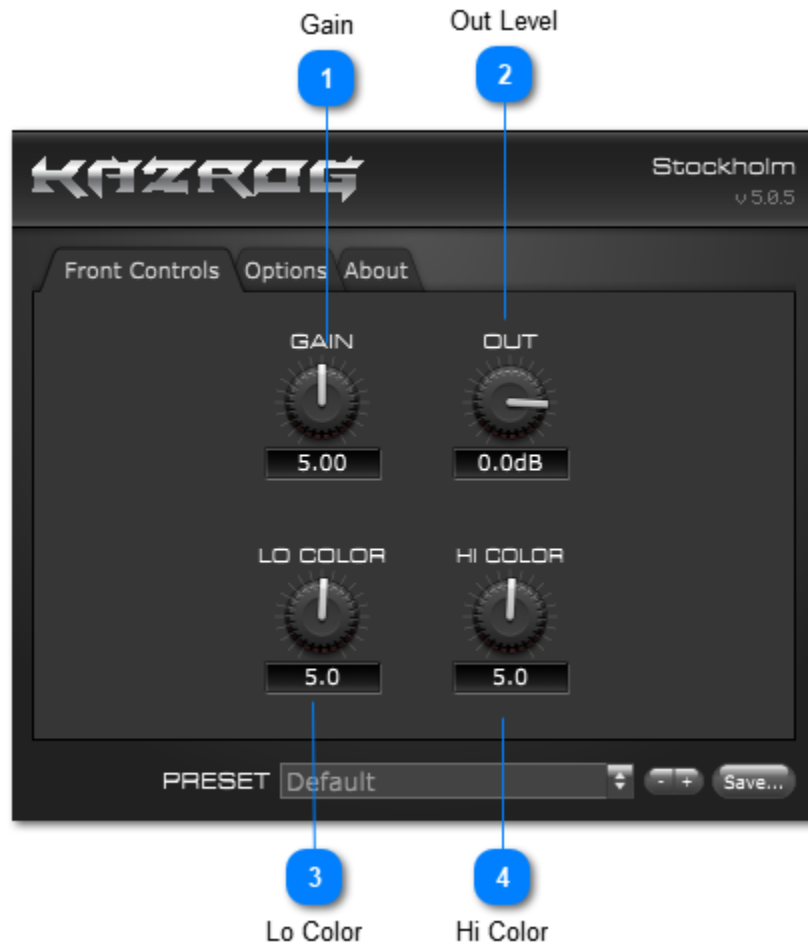 Gain Out Level
1 2
KAZROG Stockholm
v 5.0.5
Front Controls Options About
GAIN OUT
5.00 0.0dB
LO COLOR HI COLOR
5.0 5.0
PRESET Default - + Save...
3 4
Lo Color Hi Color